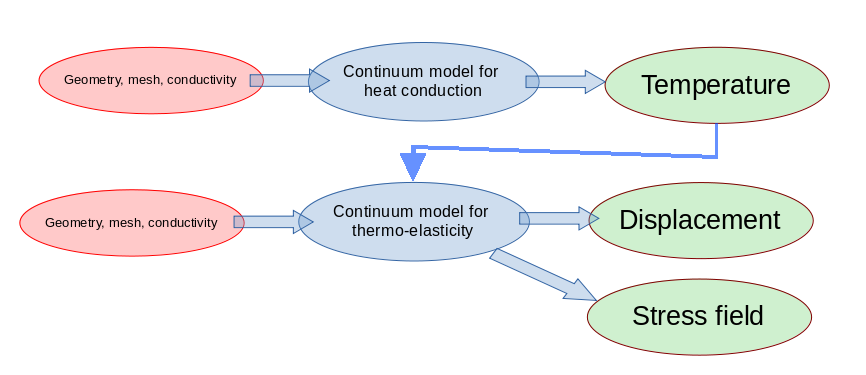 Geometry, mesh, conductivity
Continuum model for
heat conduction
Temperature
Geometry, mesh, conductivity
Continuum model for
thermo-elasticity
Displacement
Stress field